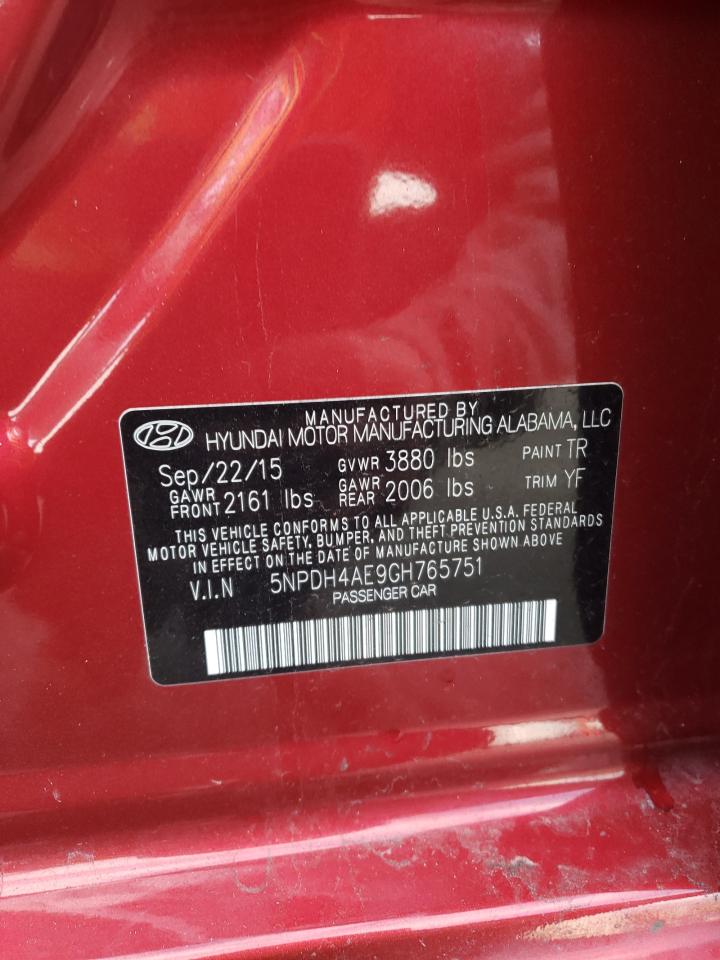 MANUFACTURED BY
HYUNDAI MOTOR MANUFACTURING ALABAMA, LLC
Sep/22/15 GVWR 3880 lbs PAINT TR
GAWR FRONT 2161 lbs GAWR REAR 2006 lbs TRIM YF
THIS VEHICLE CONFORMS TO ALL APPLICABLE U.S.A. FEDERAL
MOTOR VEHICLE SAFETY, BUMPER, AND THEFT PREVENTION STANDARDS
IN EFFECT ON THE DATE OF MANUFACTURE SHOWN ABOVE
V.I.N 5NPDH4AE9GH765751
PASSENGER CAR